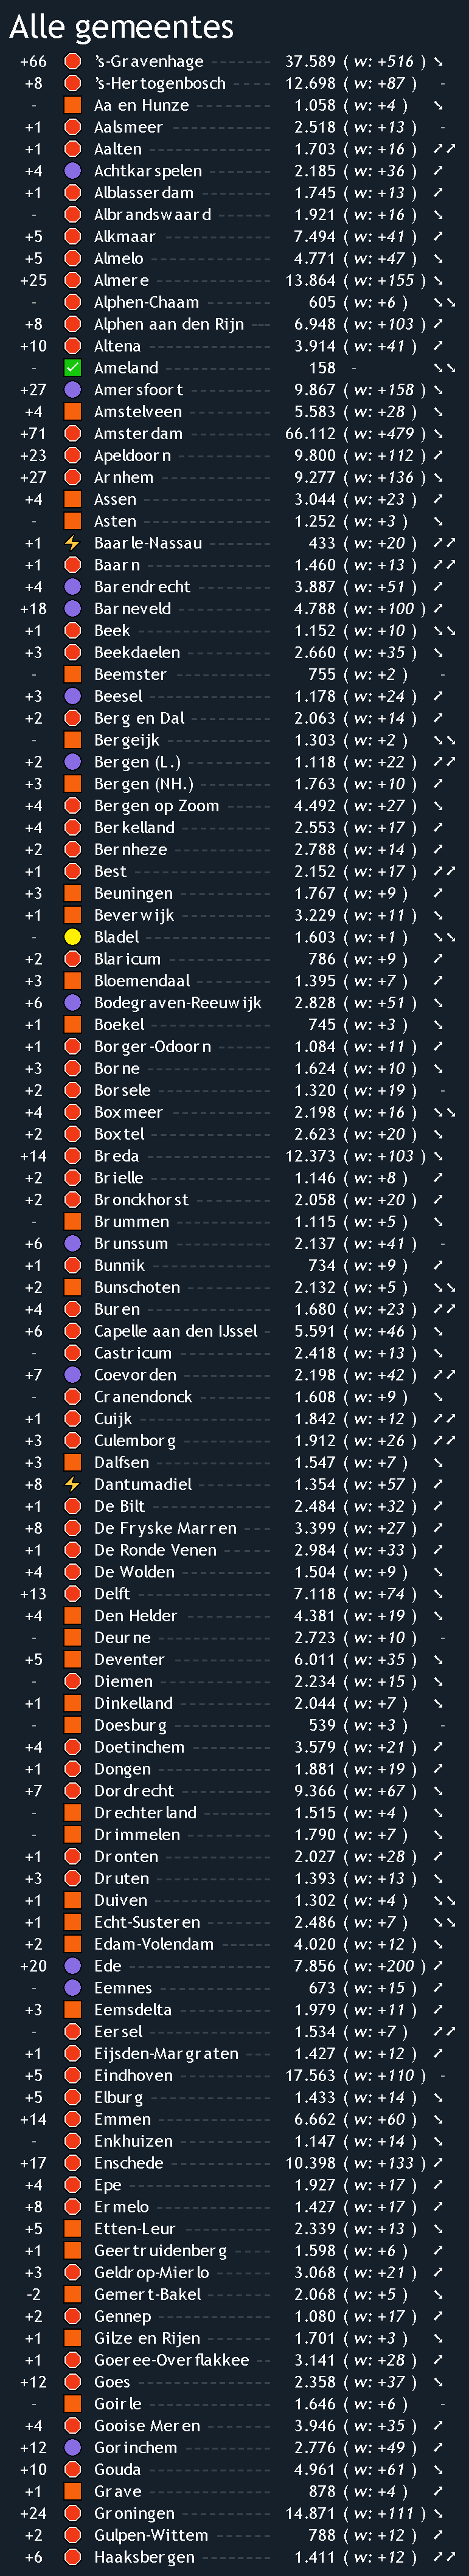 Alle gemeentes
+66 's-Gravenhage 37.589 ( w: +516 ) ↘
+8 's-Hertogenbosch 12.698 ( w: +87 ) -
- Aa en Hunze 1.058 ( w: +4 ) ↘
+1 Aalsmeer 2.518 ( w: +13 ) -
+1 Aalten 1.703 ( w: +16 ) ↗↗
+4 Achtkarspelen 2.185 ( w: +36 ) ↗
+1 Alblasserdam 1.745 ( w: +13 ) ↗
- Albrandswaard 1.921 ( w: +16 ) ↘
+5 Alkmaar 7.494 ( w: +41 ) ↗
+5 Almelo 4.771 ( w: +47 ) ↘
+25 Almere 13.864 ( w: +155 ) ↘
- Alphen-Chaam 605 ( w: +6 ) ↘↘
+8 Alphen aan den Rijn 6.948 ( w: +103 ) ↗
+10 Altena 3.914 ( w: +41 ) ↗
- Ameland 158 - ↘↘
+27 Amersfoort 9.867 ( w: +158 ) ↘
+4 Amstelveen 5.583 ( w: +28 ) ↘
+71 Amsterdam 66.112 ( w: +479 ) ↘
+23 Apeldoorn 9.800 ( w: +112 ) ↗
+27 Arnhem 9.277 ( w: +136 ) ↘
+4 Assen 3.044 ( w: +23 ) ↗
- Asten 1.252 ( w: +3 ) ↘
+1 Baarle-Nassau 433 ( w: +20 ) ↗↗
+1 Baarn 1.460 ( w: +13 ) ↗↗
+4 Barendrecht 3.887 ( w: +51 ) ↗
+18 Barneveld 4.788 ( w: +100 ) ↗
+1 Beek 1.152 ( w: +10 ) ↘↘
+3 Beekdaelen 2.660 ( w: +35 ) ↘
- Beemster 755 ( w: +2 ) -
+3 Beesel 1.178 ( w: +24 ) ↗
+2 Berg en Dal 2.063 ( w: +14 ) ↗
- Bergeijk 1.303 ( w: +2 ) ↘↘
+2 Bergen (L.) 1.118 ( w: +22 ) ↗↗
+3 Bergen (NH.) 1.763 ( w: +10 ) ↗
+4 Bergen op Zoom 4.492 ( w: +27 ) ↘
+4 Berkelland 2.553 ( w: +17 ) ↗
+2 Bernheze 2.788 ( w: +14 ) ↗
+1 Best 2.152 ( w: +17 ) ↗↗
+3 Beuningen 1.767 ( w: +9 ) ↗
+1 Beverwijk 3.229 ( w: +11 ) ↘
- Bladel 1.603 ( w: +1 ) ↘↘
+2 Blaricum 786 ( w: +9 ) ↗
+3 Bloemendaal 1.395 ( w: +7 ) ↗
+6 Bodegraven-Reeuwijk 2.828 ( w: +51 ) ↘
+1 Boekel 745 ( w: +3 ) ↘
+1 Borger-Odoorn 1.084 ( w: +11 ) ↗
+3 Borne 1.624 ( w: +10 ) ↘
+2 Borsele 1.320 ( w: +19 ) -
+4 Boxmeer 2.198 ( w: +16 ) ↘↘
+2 Boxtel 2.623 ( w: +20 ) ↘
+14 Breda 12.373 ( w: +103 ) ↘
+2 Brielle 1.146 ( w: +8 ) ↗
+2 Bronckhorst 2.058 ( w: +20 ) ↗
- Brummen 1.115 ( w: +5 ) ↘
+6 Brunssum 2.137 ( w: +41 ) -
+1 Bunnik 734 ( w: +9 ) ↗
+2 Bunschoten 2.132 ( w: +5 ) ↘↘
+4 Buren 1.680 ( w: +23 ) ↗↗
+6 Capelle aan den IJssel 5.591 ( w: +46 ) ↘
- Castricum 2.418 ( w: +13 ) ↘
+7 Coevorden 2.198 ( w: +42 ) ↗↗
- Cranendonck 1.608 ( w: +9 ) ↘
+1 Cuijk 1.842 ( w: +12 ) ↗↗
+3 Culemborg 1.912 ( w: +26 ) ↗↗
+3 Dalfsen 1.547 ( w: +7 ) ↘
+8 Dantumadiel 1.354 ( w: +57 ) ↗
+1 De Bilt 2.484 ( w: +32 ) ↗
+8 De Fryske Marren 3.399 ( w: +27 ) ↗
+1 De Ronde Venen 2.984 ( w: +33 ) ↗
+4 De Wolden 1.504 ( w: +9 ) ↘
+13 Delft 7.118 ( w: +74 ) ↘
+4 Den Helder 4.381 ( w: +19 ) ↘
- Deurne 2.723 ( w: +10 ) -
+5 Deventer 6.011 ( w: +35 ) ↘
- Diemen 2.234 ( w: +15 ) ↘
+1 Dinkelland 2.044 ( w: +7 ) ↘
- Doesburg 539 ( w: +3 ) -
+4 Doetinchem 3.579 ( w: +21 ) ↗
+1 Dongen 1.881 ( w: +19 ) ↗
+7 Dordrecht 9.366 ( w: +67 ) ↘
- Drechterland 1.515 ( w: +4 ) ↘
- Drimmelen 1.790 ( w: +7 ) ↘
+1 Dronten 2.027 ( w: +28 ) ↗
+3 Druten 1.393 ( w: +13 ) ↘
+1 Duiven 1.302 ( w: +4 ) ↘↘
+1 Echt-Susteren 2.486 ( w: +7 ) ↘↘
+2 Edam-Volendam 4.020 ( w: +12 ) ↘
+20 Ede 7.856 ( w: +200 ) ↗
- Eemnes 673 ( w: +15 ) ↗
+3 Eemsdelta 1.979 ( w: +11 ) ↗
- Eersel 1.534 ( w: +7 ) ↗↗
+1 Eijsden-Margraten 1.427 ( w: +12 ) ↗
+5 Eindhoven 17.563 ( w: +110 ) -
+5 Elburg 1.433 ( w: +14 ) ↘
+14 Emmen 6.662 ( w: +60 ) ↘
- Enkhuizen 1.147 ( w: +14 ) ↘
+17 Enschede 10.398 ( w: +133 ) ↗
+4 Epe 1.927 ( w: +17 ) ↗
+8 Ermelo 1.427 ( w: +17 ) ↗
+5 Etten-Leur 2.339 ( w: +13 ) ↘
+1 Geertruidenberg 1.598 ( w: +6 ) ↗
+3 Geldrop-Mierlo 3.068 ( w: +21 ) ↗
-2 Gemert-Bakel 2.068 ( w: +5 ) ↘
+2 Gennep 1.080 ( w: +17 ) ↗
+1 Gilze en Rijen 1.701 ( w: +3 ) ↘
+1 Goeree-Overflakkee 3.141 ( w: +28 ) ↗
+12 Goes 2.358 ( w: +37 ) ↘
- Goirle 1.646 ( w: +6 ) -
+4 Gooise Meren 3.946 ( w: +35 ) ↗
+12 Gorinchem 2.776 ( w: +49 ) ↗
+10 Gouda 4.961 ( w: +61 ) ↘
+1 Grave 878 ( w: +4 ) ↗
+24 Groningen 14.871 ( w: +111 ) ↘
+2 Gulpen-Wittem 788 ( w: +12 ) ↗
+6 Haaksbergen 1.411 ( w: +12 ) ↗↗